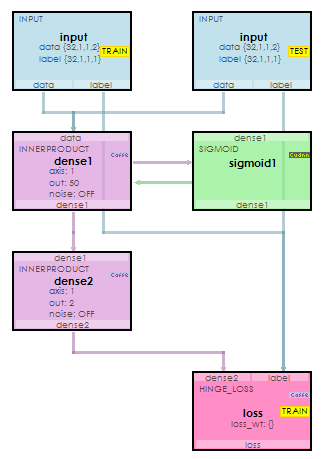 INPUT
input
data {32,1,1,2}
label {32,1,1,1}
TRAIN
data label
INPUT
input
data {32,1,1,2}
label {32,1,1,1}
TEST
data label
data
INNERPRODUCT
dense1
Caffe
axis: 1
out: 50
noise: OFF
dense1
dense1
SIGMOID
Cudnn
sigmoid1
dense1
dense1
INNERPRODUCT
Caffe
dense2
axis: 1
out: 2
noise: OFF
dense2
dense2 label
HINGE_LOSS
Caffe
loss
TRAIN
loss_wt: {}
loss